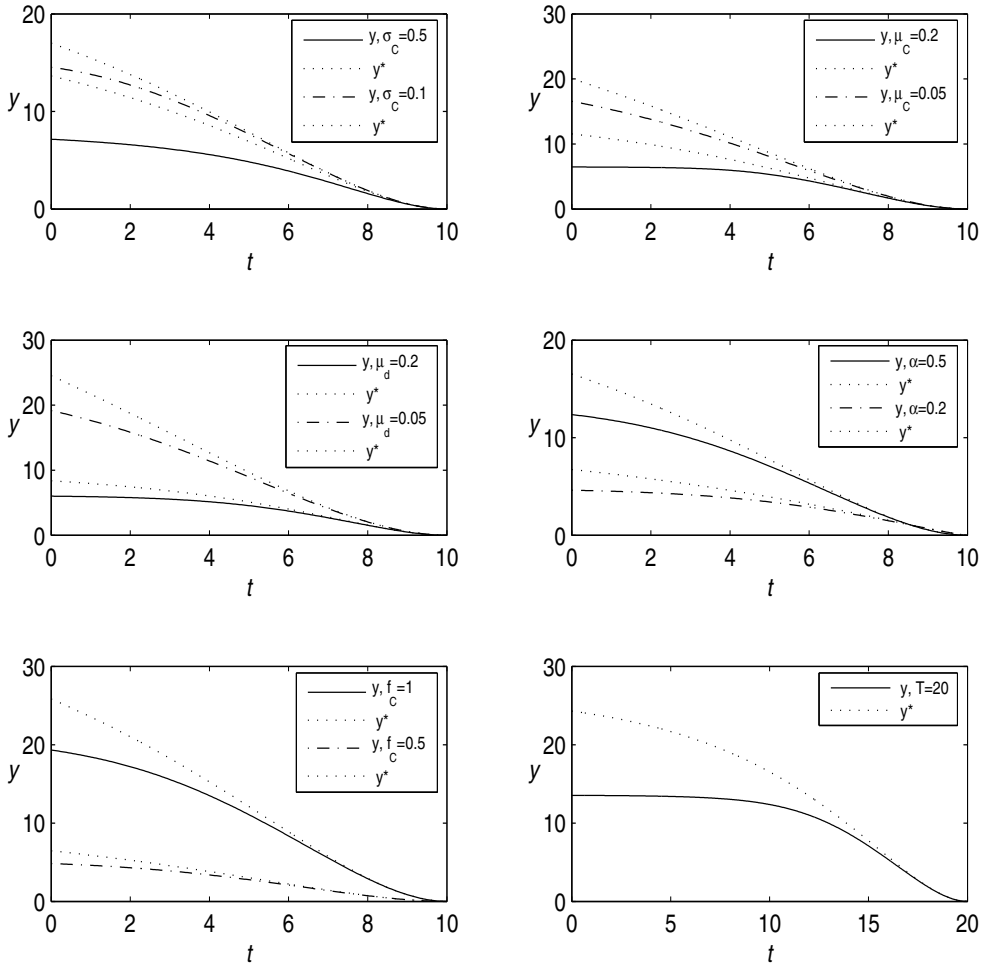 20
10
0
y
0 2 4 6 8 10
t
y, σ_C=0.5
y*
y, σ_C=0.1
y*
30
20
10
0
y
0 2 4 6 8 10
t
y, μ_C=0.2
y*
y, μ_C=0.05
y*
30
20
10
0
y
0 2 4 6 8 10
t
y, μ_d=0.2
y*
y, μ_d=0.05
y*
20
10
0
y
0 2 4 6 8 10
t
y, α=0.5
y*
y, α=0.2
y*
30
20
10
0
y
0 2 4 6 8 10
t
y, f_C=1
y*
y, f_C=0.5
y*
30
20
10
0
y
0 5 10 15 20
t
y, T=20
y*